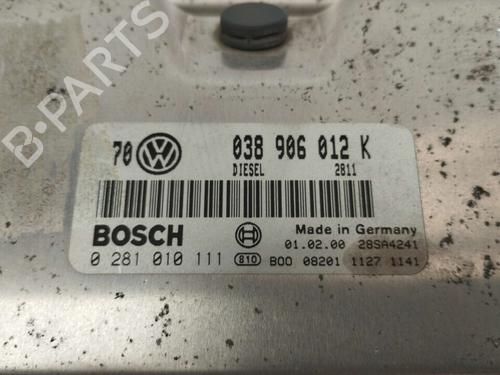 B-PARTS
70 VW 038 906 012 K
DIESEL 2811
BOSCH Made in Germany
01.02.00 28SA4241
0 281 010 111 810 B00 08201 1127 1141